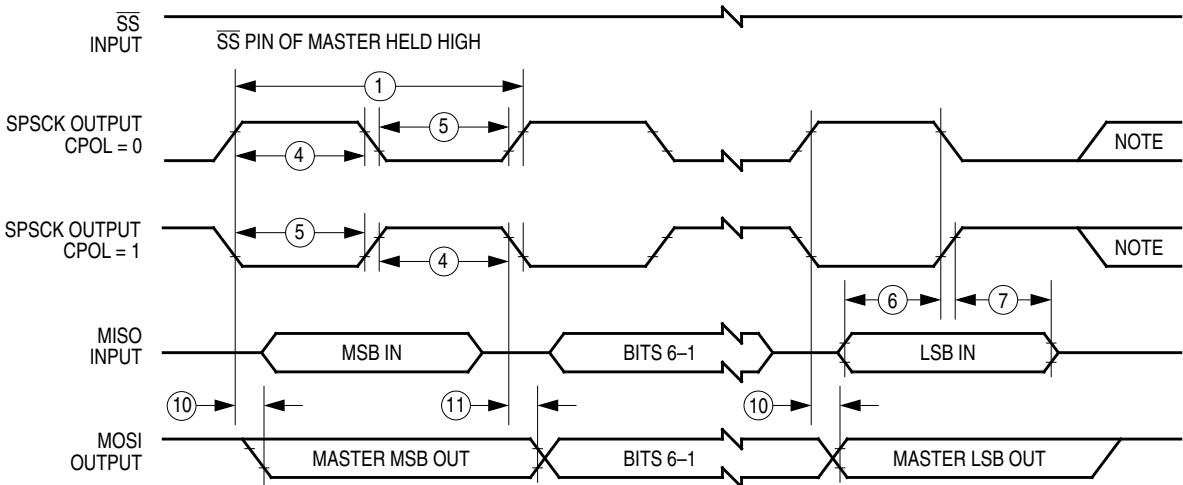 SS
INPUT
SS PIN OF MASTER HELD HIGH
1
SPSCK OUTPUT
CPOL = 0
5
4
NOTE
SPSCK OUTPUT
CPOL = 1
5
4
NOTE
6
7
MISO
INPUT
MSB IN
BITS 6–1
LSB IN
10
11
10
MOSI
OUTPUT
MASTER MSB OUT
BITS 6–1
MASTER LSB OUT